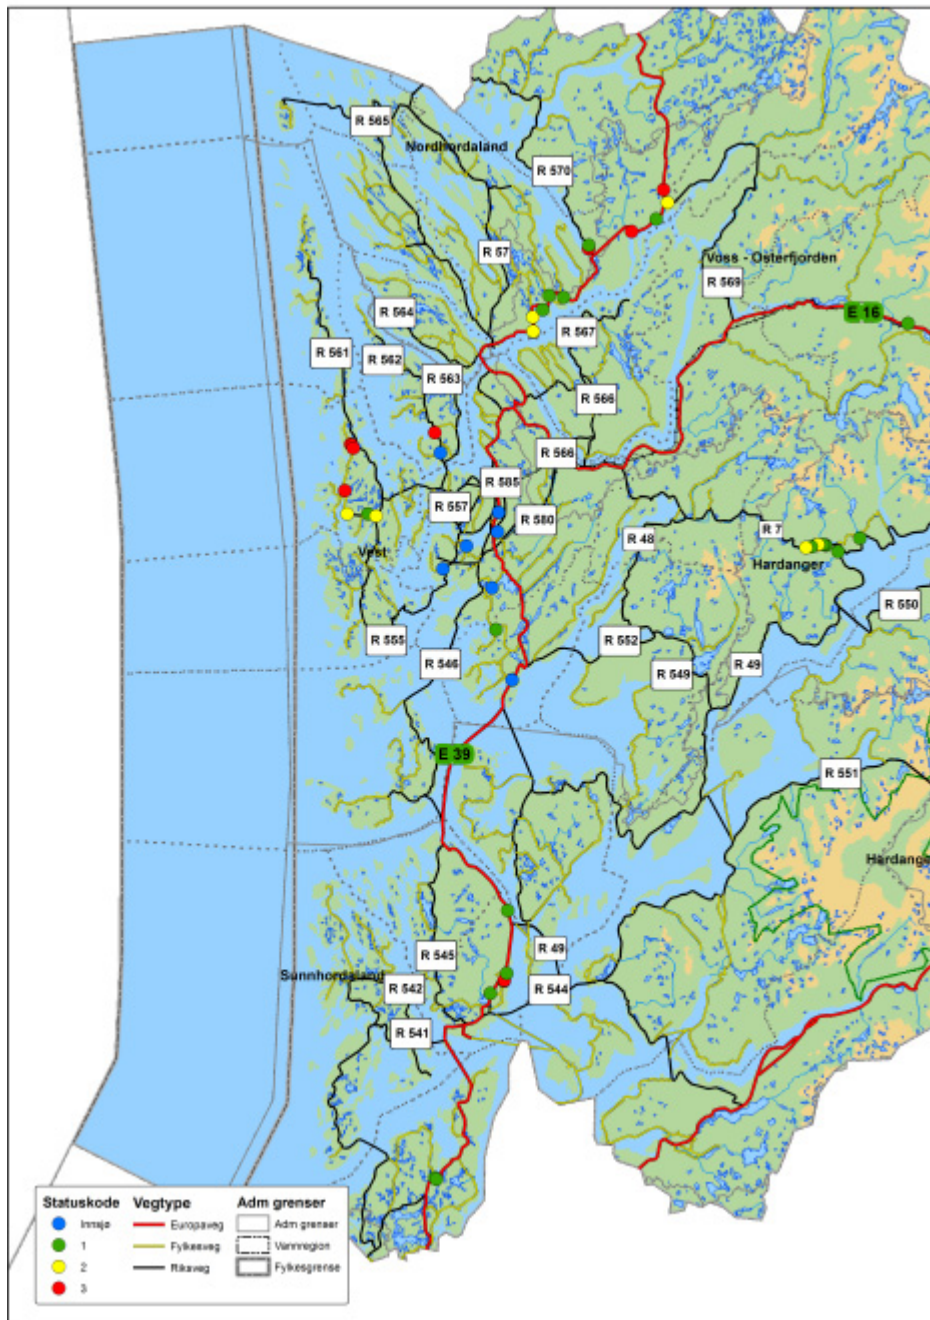 R 565
Nordhordaland
R 570
R 57
Voss - Osterfjorden
R 569
R 564
E 16
R 561
R 562
R 567
R 563
R 566
R 566
R 585
R 557
R 580
R 48
R 7
Vest
Hardanger
R 550
R 555
R 552
R 546
R 549
R 49
E 39
R 551
Hardange
R 545
R 49
Sunnhordaland
R 542
R 544
R 541
Statuskode Vegtype Adm grenser
Innsjø Europaveg Adm grenser
1 Fylkesveg Vannregion
2 Riksveg Fylkesgrense
3